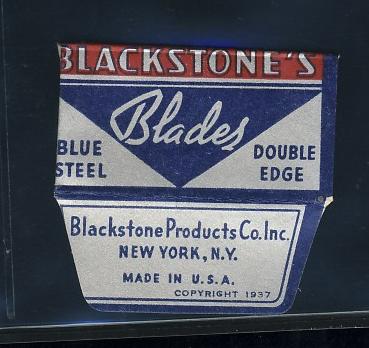 BLACKSTONE'S
Blades
BLUE STEEL
DOUBLE EDGE
Blackstone Products Co. Inc.
NEW YORK, N.Y.
MADE IN U.S.A.
COPYRIGHT 1937